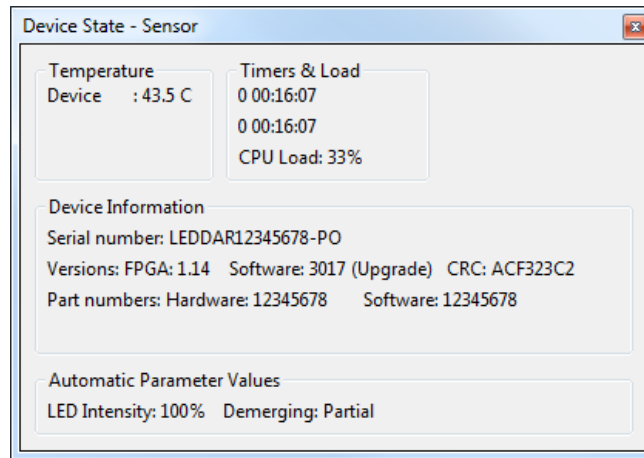 Device State - Sensor
Temperature
Device : 43.5 C
Timers & Load
0 00:16:07
0 00:16:07
CPU Load: 33%
Device Information
Serial number: LEDDAR12345678-PO
Versions: FPGA: 1.14 Software: 3017 (Upgrade) CRC: ACF323C2
Part numbers: Hardware: 12345678 Software: 12345678
Automatic Parameter Values
LED Intensity: 100% Demerging: Partial